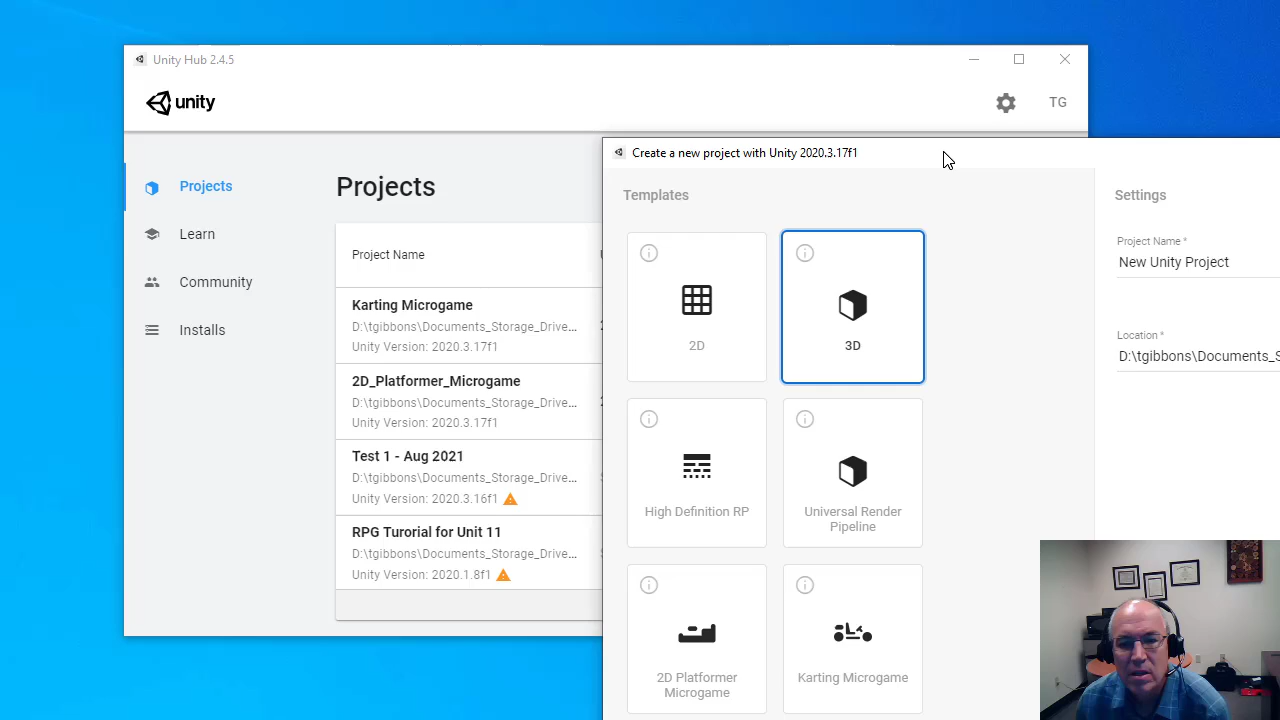 Unity Hub 2.4.5
unity
TG
Projects
Learn
Community
Installs
Projects
Project Name
Karting Microgame
D:\tgibbons\Documents_Storage_Drive...
Unity Version: 2020.3.17f1
2D_Platformer_Microgame
D:\tgibbons\Documents_Storage_Drive...
Unity Version: 2020.3.17f1
Test 1 - Aug 2021
D:\tgibbons\Documents_Storage_Drive...
Unity Version: 2020.3.16f1
RPG Turorial for Unit 11
D:\tgibbons\Documents_Storage_Drive...
Unity Version: 2020.1.8f1
Create a new project with Unity 2020.3.17f1
Templates
2D
3D
High Definition RP
Universal Render
Pipeline
2D Platformer
Microgame
Karting Microgame
Settings
Project Name *
New Unity Project
Location *
D:\tgibbons\Documents_S